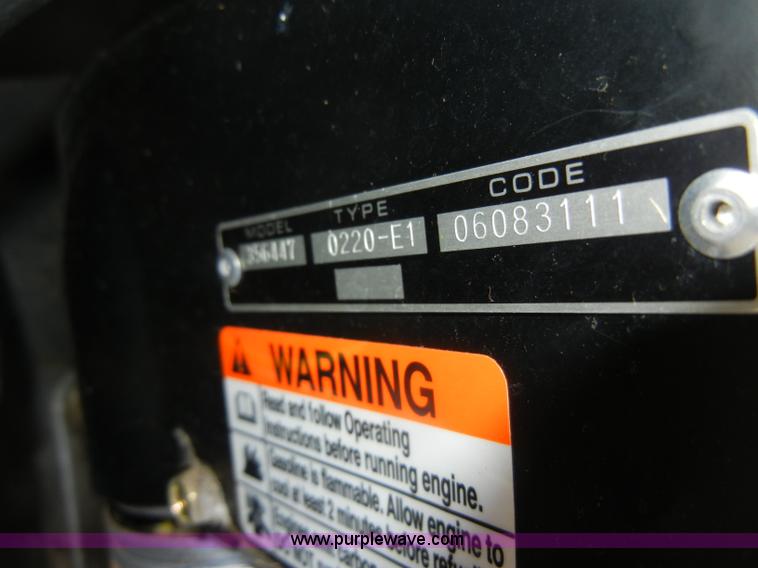 MODEL TYPE CODE
356447 0220-E1 06083111
WARNING
Read and follow Operating
Instructions before running engine.
Gasoline is flammable. Allow engine to
cool at least 2 minutes before
www.purplewave.com